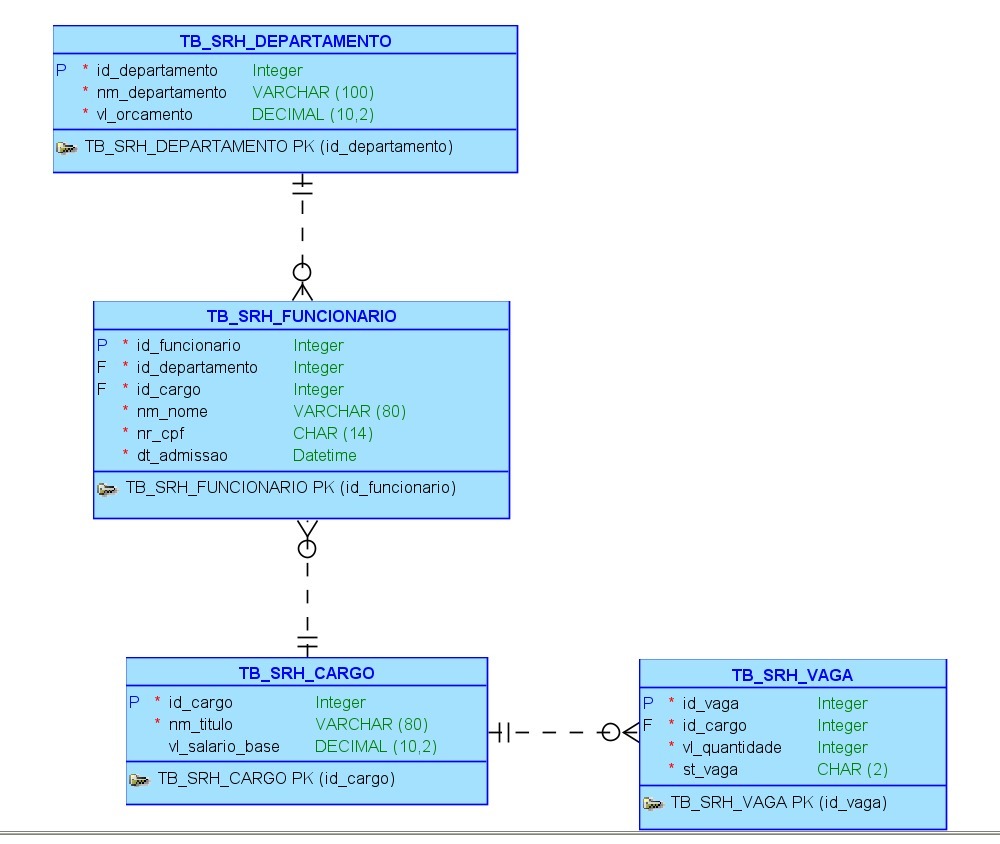 TB_SRH_DEPARTAMENTO
P * id_departamento Integer
* nm_departamento VARCHAR (100)
* vl_orcamento DECIMAL (10,2)
TB_SRH_DEPARTAMENTO PK (id_departamento)
TB_SRH_FUNCIONARIO
P * id_funcionario Integer
F * id_departamento Integer
F * id_cargo Integer
* nm_nome VARCHAR (80)
* nr_cpf CHAR (14)
* dt_admissao Datetime
TB_SRH_FUNCIONARIO PK (id_funcionario)
TB_SRH_CARGO
P * id_cargo Integer
* nm_titulo VARCHAR (80)
vl_salario_base DECIMAL (10,2)
TB_SRH_CARGO PK (id_cargo)
TB_SRH_VAGA
P * id_vaga Integer
F * id_cargo Integer
* vl_quantidade Integer
* st_vaga CHAR (2)
TB_SRH_VAGA PK (id_vaga)